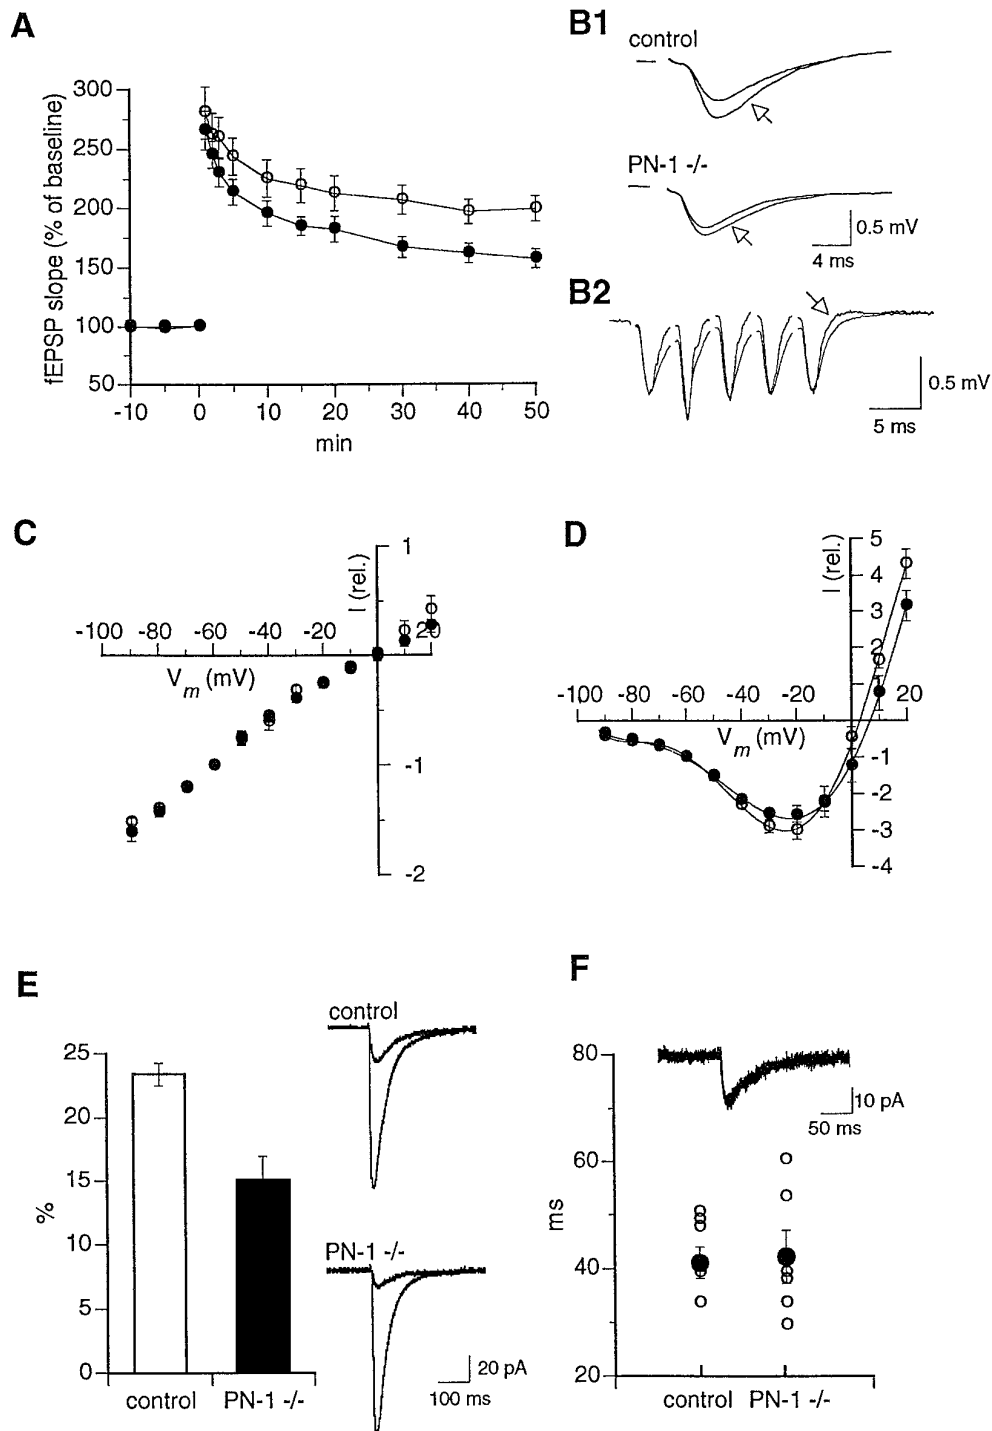 A
fEPSP slope (% of baseline)
300
250
200
150
100
50
-10 0 10 20 30 40 50
min
B1
control
PN-1 -/-
0.5 mV
4 ms
B2
0.5 mV
5 ms
C
I (rel.)
1
-100 -80 -60 -40 -20 20
Vm (mV)
-1
-2
D
I (rel.)
5
4
3
2
1
-100 -80 -60 -40 -20 20
Vm (mV)
-1
-2
-3
-4
E
%
25
20
15
10
5
0
control PN-1 -/-
control
PN-1 -/-
20 pA
100 ms
F
ms
80
60
40
20
10 pA
50 ms
control PN-1 -/-